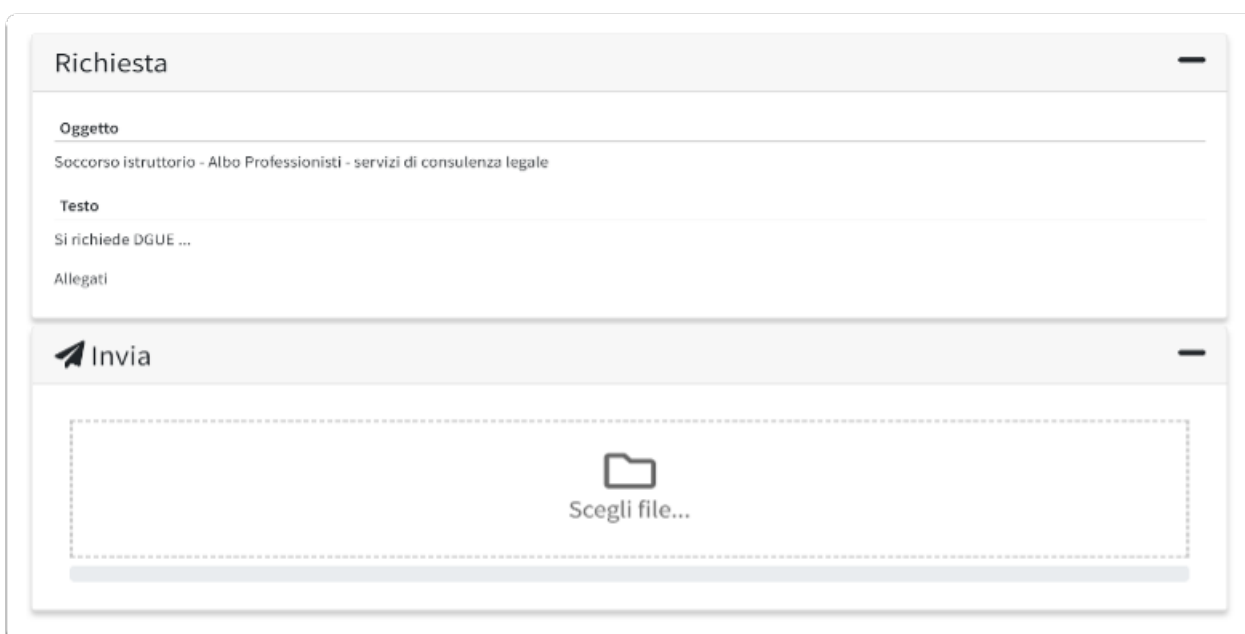 Richiesta
Oggetto
Soccorso istruttorio - Albo Professionisti - servizi di consulenza legale
Testo
Si richiede DGUE ...
Allegati
Invia
Scegli file...